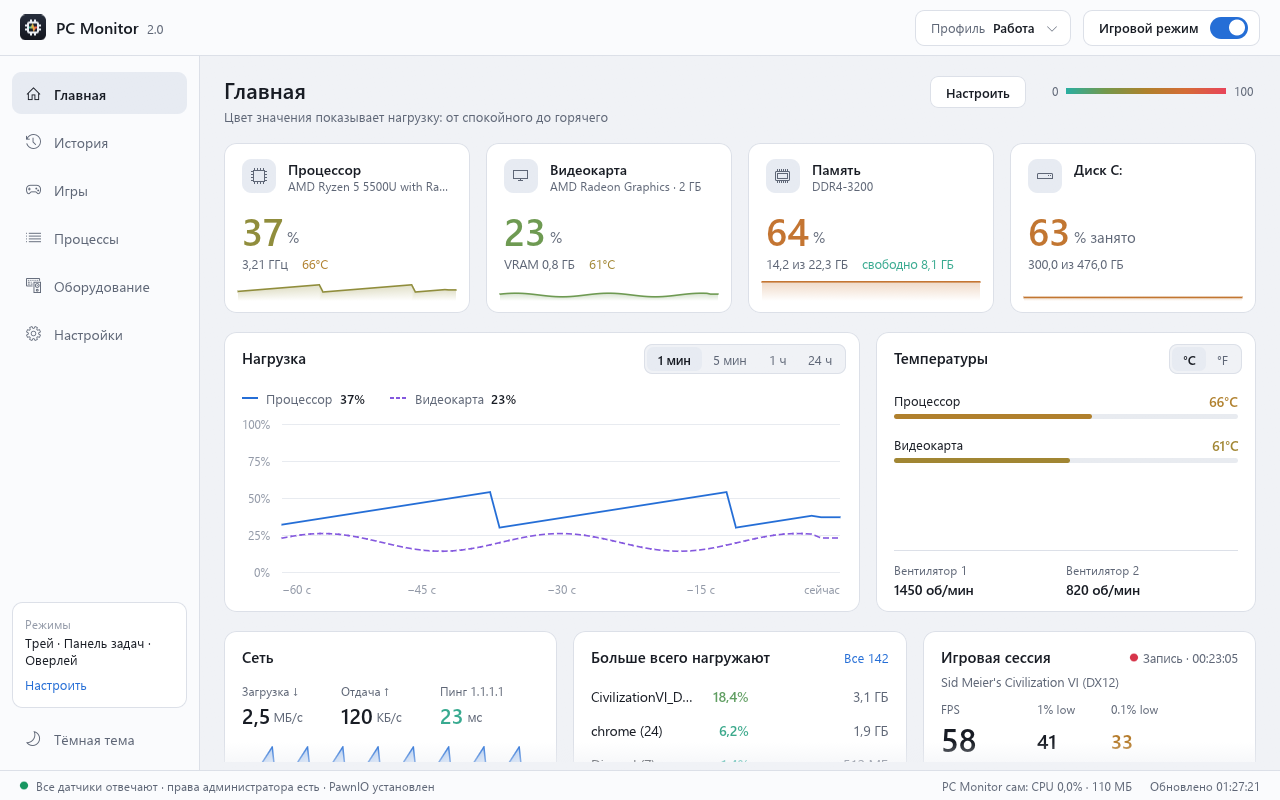 PC Monitor 2.0
Профиль Работа
Игровой режим
Главная
История
Игры
Процессы
Оборудование
Настройки
Режимы
Трей · Панель задач ·
Оверлей
Настроить
Тёмная тема
Главная
Цвет значения показывает нагрузку: от спокойного до горячего
Настроить
0 100
Процессор
AMD Ryzen 5 5500U with Ra...
37 %
3,21 ГГц 66°C
Видеокарта
AMD Radeon Graphics · 2 ГБ
23 %
VRAM 0,8 ГБ 61°C
Память
DDR4-3200
64 %
14,2 из 22,3 ГБ свободно 8,1 ГБ
Диск C:
63 % занято
300,0 из 476,0 ГБ
Нагрузка
1 мин 5 мин 1 ч 24 ч
Процессор 37% Видеокарта 23%
100%
75%
50%
25%
0%
−60 с −45 с −30 с −15 с сейчас
Температуры
°C °F
Процессор 66°C
Видеокарта 61°C
Вентилятор 1 Вентилятор 2
1450 об/мин 820 об/мин
Сеть
Загрузка ↓ Отдача ↑ Пинг 1.1.1.1
2,5 МБ/с 120 КБ/с 23 мс
Больше всего нагружают Все 142
CivilizationVI_D... 18,4% 3,1 ГБ
chrome (24) 6,2% 1,9 ГБ
Игровая сессия Запись · 00:23:05
Sid Meier's Civilization VI (DX12)
FPS 1% low 0.1% low
58 41 33
Все датчики отвечают · права администратора есть · PawnIO установлен
PC Monitor сам: CPU 0,0% · 110 МБ Обновлено 01:27:21